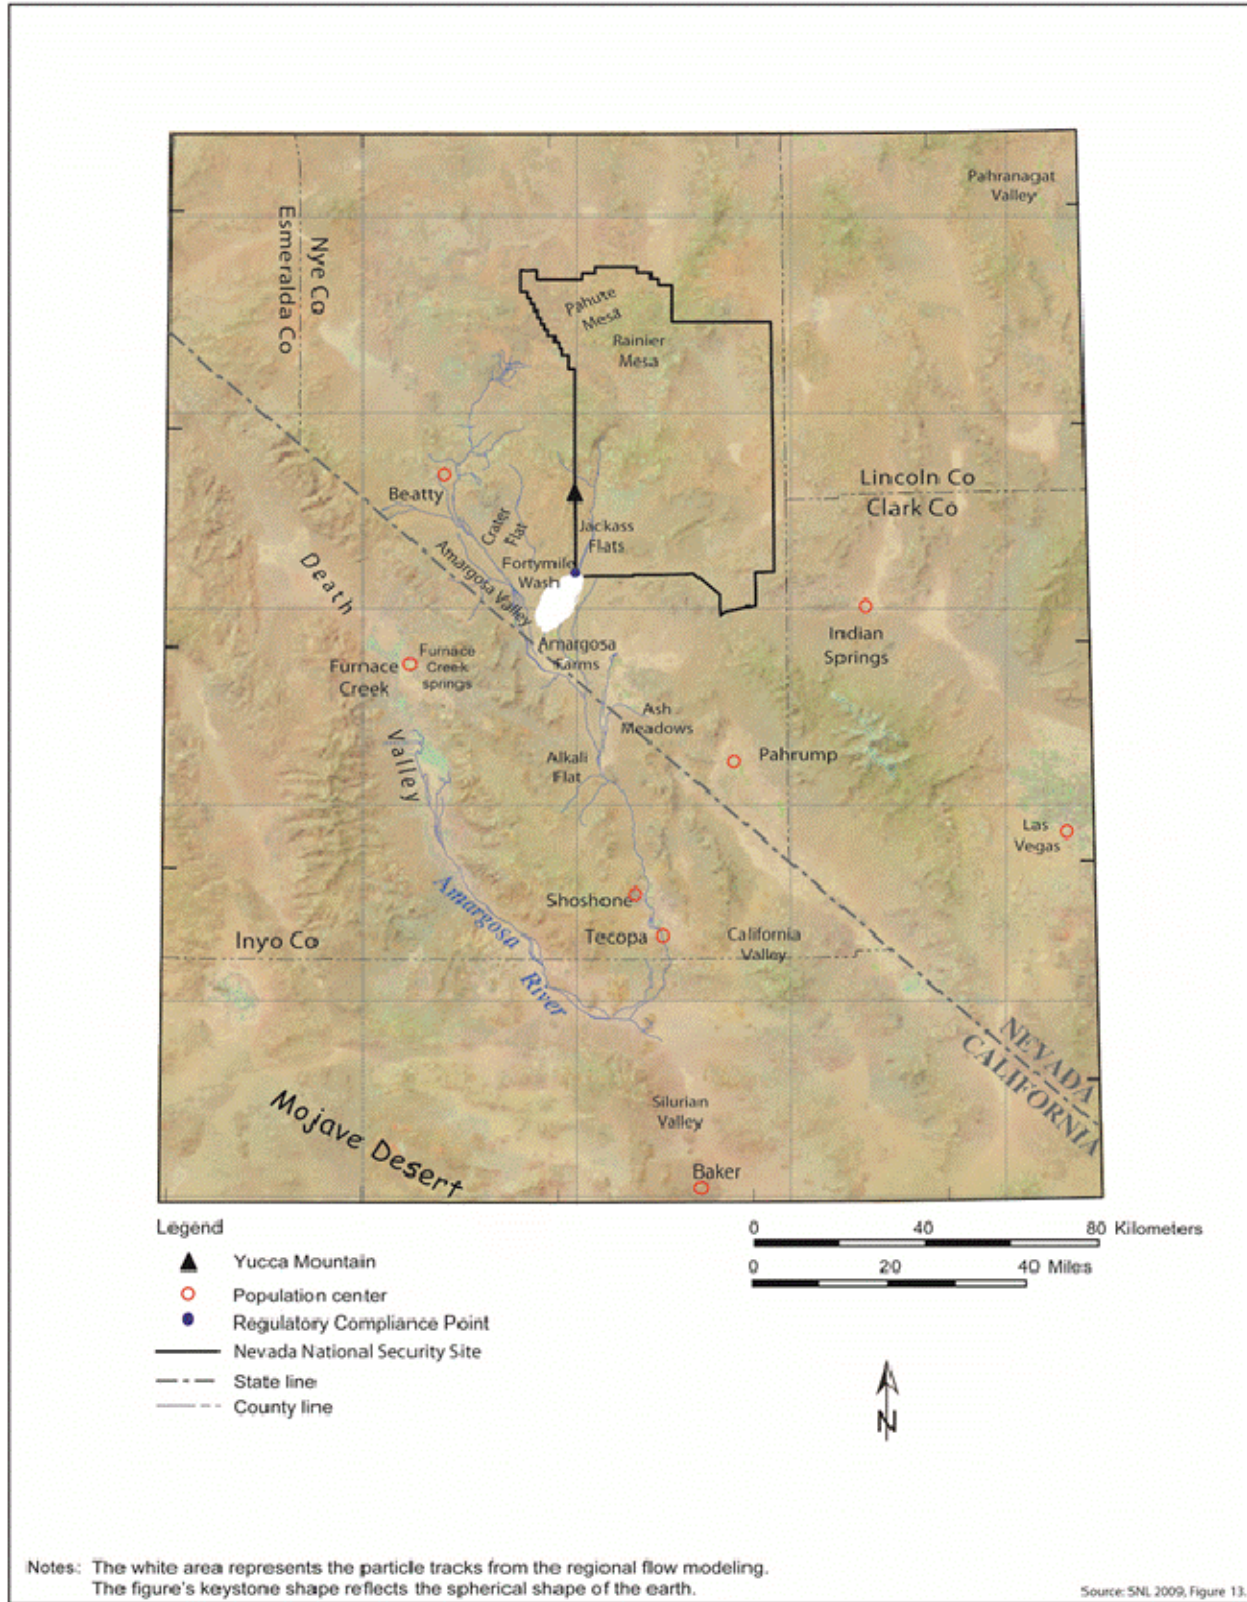 Pahranagat
Valley
Nye Co
Esmeralda Co
Pahute
Mesa
Rainier
Mesa
Lincoln Co
Clark Co
Beatty
Crater
Flat
Jackass
Flats
Amargosa Valley
Fortymile
Wash
Death
Valley
Amargosa
Farms
Indian
Springs
Furnace
Creek
Furnace
Creek
springs
Ash
Meadows
Alkali
Flat
Pahrump
Las
Vegas
Shoshone
Tecopa
California
Valley
Amargosa
River
Inyo Co
NEVADA
CALIFORNIA
Mojave Desert
Silurian
Valley
Baker
Legend
Yucca Mountain
Population center
Regulatory Compliance Point
Nevada National Security Site
State line
County line
0 40 80 Kilometers
0 20 40 Miles
N
Notes: The white area represents the particle tracks from the regional flow modeling.
The figure's keystone shape reflects the spherical shape of the earth.
Source: SNL 2009, Figure 13.